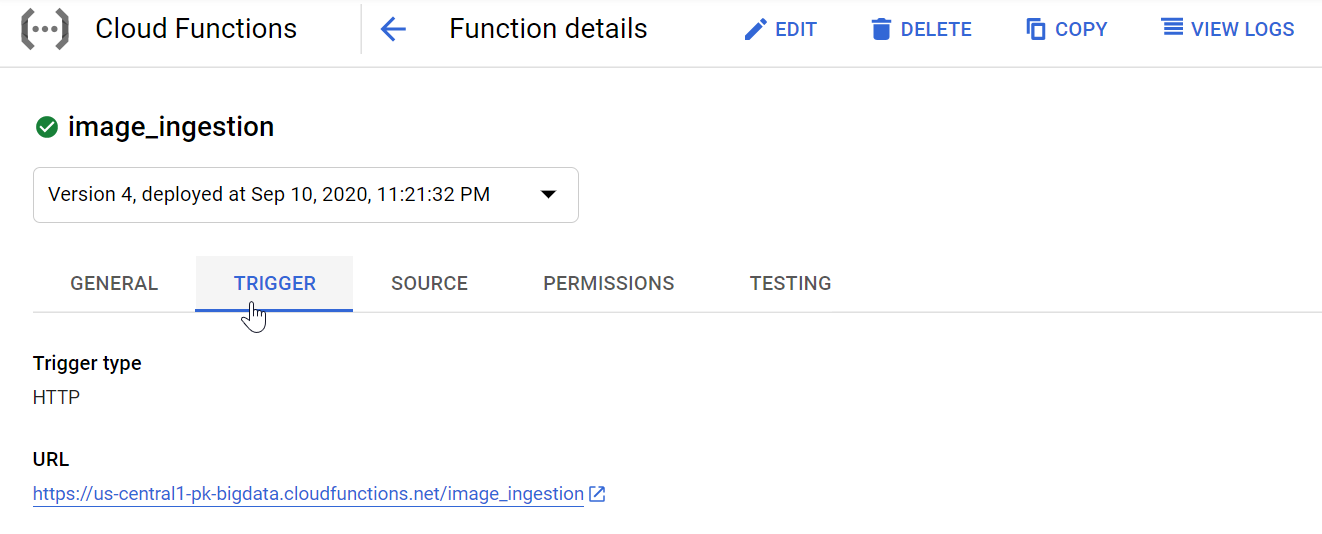 Cloud Functions Function details EDIT DELETE COPY VIEW LOGS
image_ingestion
Version 4, deployed at Sep 10, 2020, 11:21:32 PM
GENERAL TRIGGER SOURCE PERMISSIONS TESTING
Trigger type
HTTP
URL
https://us-central1-pk-bigdata.cloudfunctions.net/image_ingestion